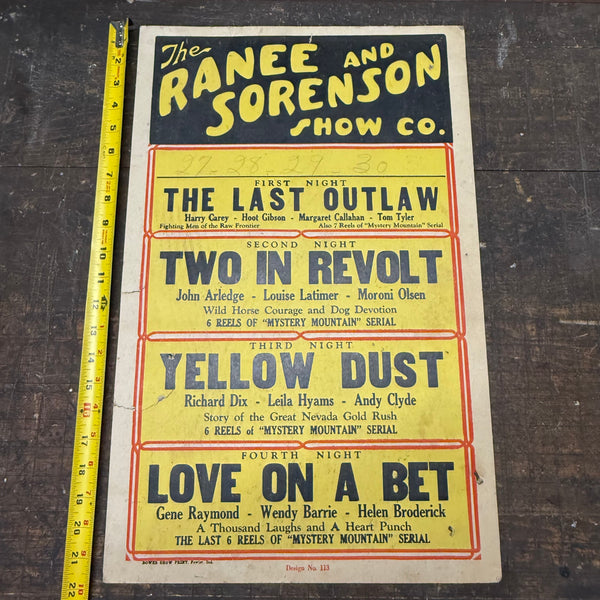 The
RANEE AND
SORENSON
SHOW CO.
27-28-29 30
FIRST NIGHT
THE LAST OUTLAW
Harry Carey - Hoot Gibson - Margaret Callahan - Tom Tyler
Fighting Men of the Raw Frontier Also 7 Reels of "Mystery Mountain" Serial
SECOND NIGHT
TWO IN REVOLT
John Arledge - Louise Latimer - Moroni Olsen
Wild Horse Courage and Dog Devotion
6 REELS OF "MYSTERY MOUNTAIN" SERIAL
THIRD NIGHT
YELLOW DUST
Richard Dix - Leila Hyams - Andy Clyde
Story of the Great Nevada Gold Rush
6 REELS of "MYSTERY MOUNTAIN" SERIAL
FOURTH NIGHT
LOVE ON A BET
Gene Raymond - Wendy Barrie - Helen Broderick
A Thousand Laughs and A Heart Punch
THE LAST 6 REELS OF "MYSTERY MOUNTAIN" SERIAL
BOWER SHOW PRINT, Fowler, Ind.
Design No. 113